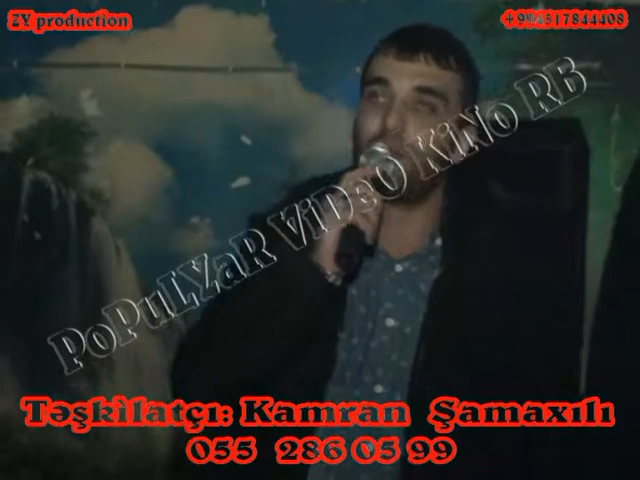 ZY production
+994517844408
PoPuLYaR ViDeO KiNo RB
Təşkilatçı: Kamran Şamaxılı
055 286 05 99